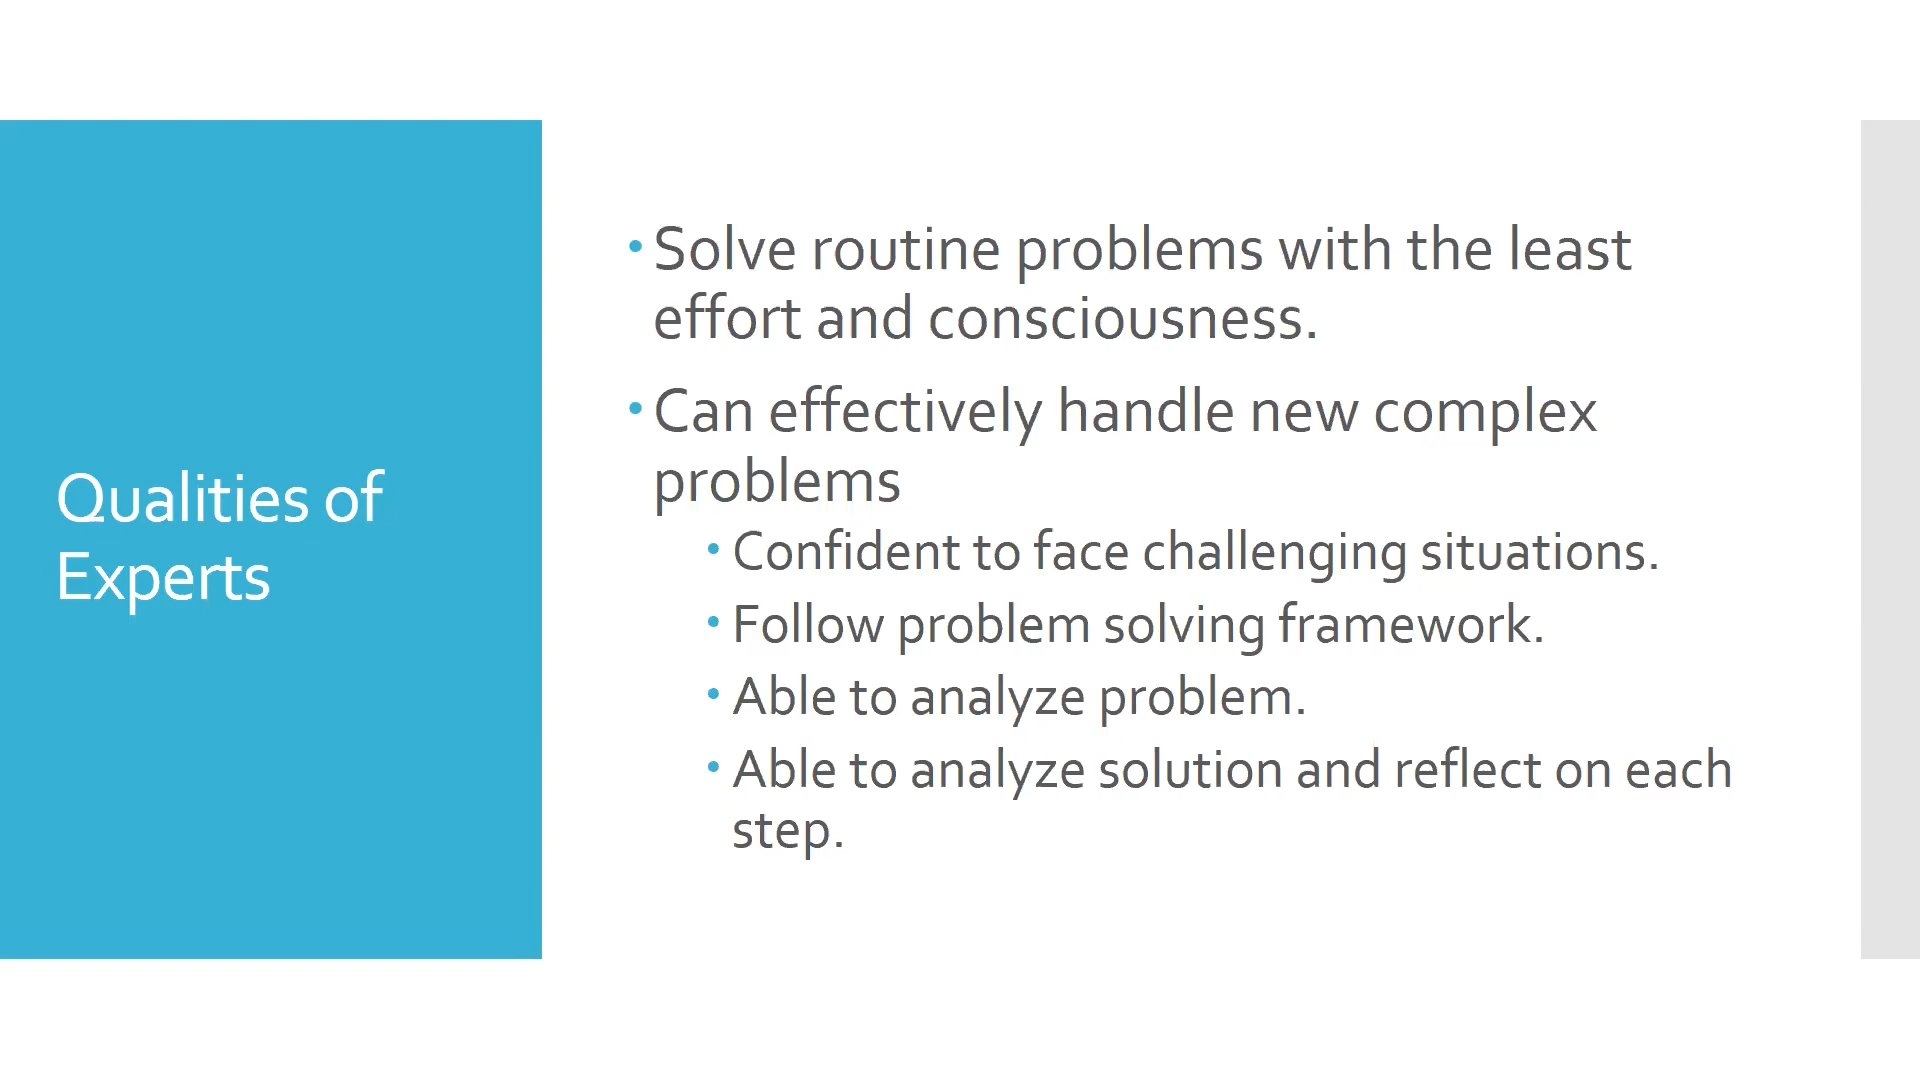 Qualities of
Experts
• Solve routine problems with the least
effort and consciousness.
• Can effectively handle new complex
problems
• Confident to face challenging situations.
• Follow problem solving framework.
• Able to analyze problem.
• Able to analyze solution and reflect on each
step.